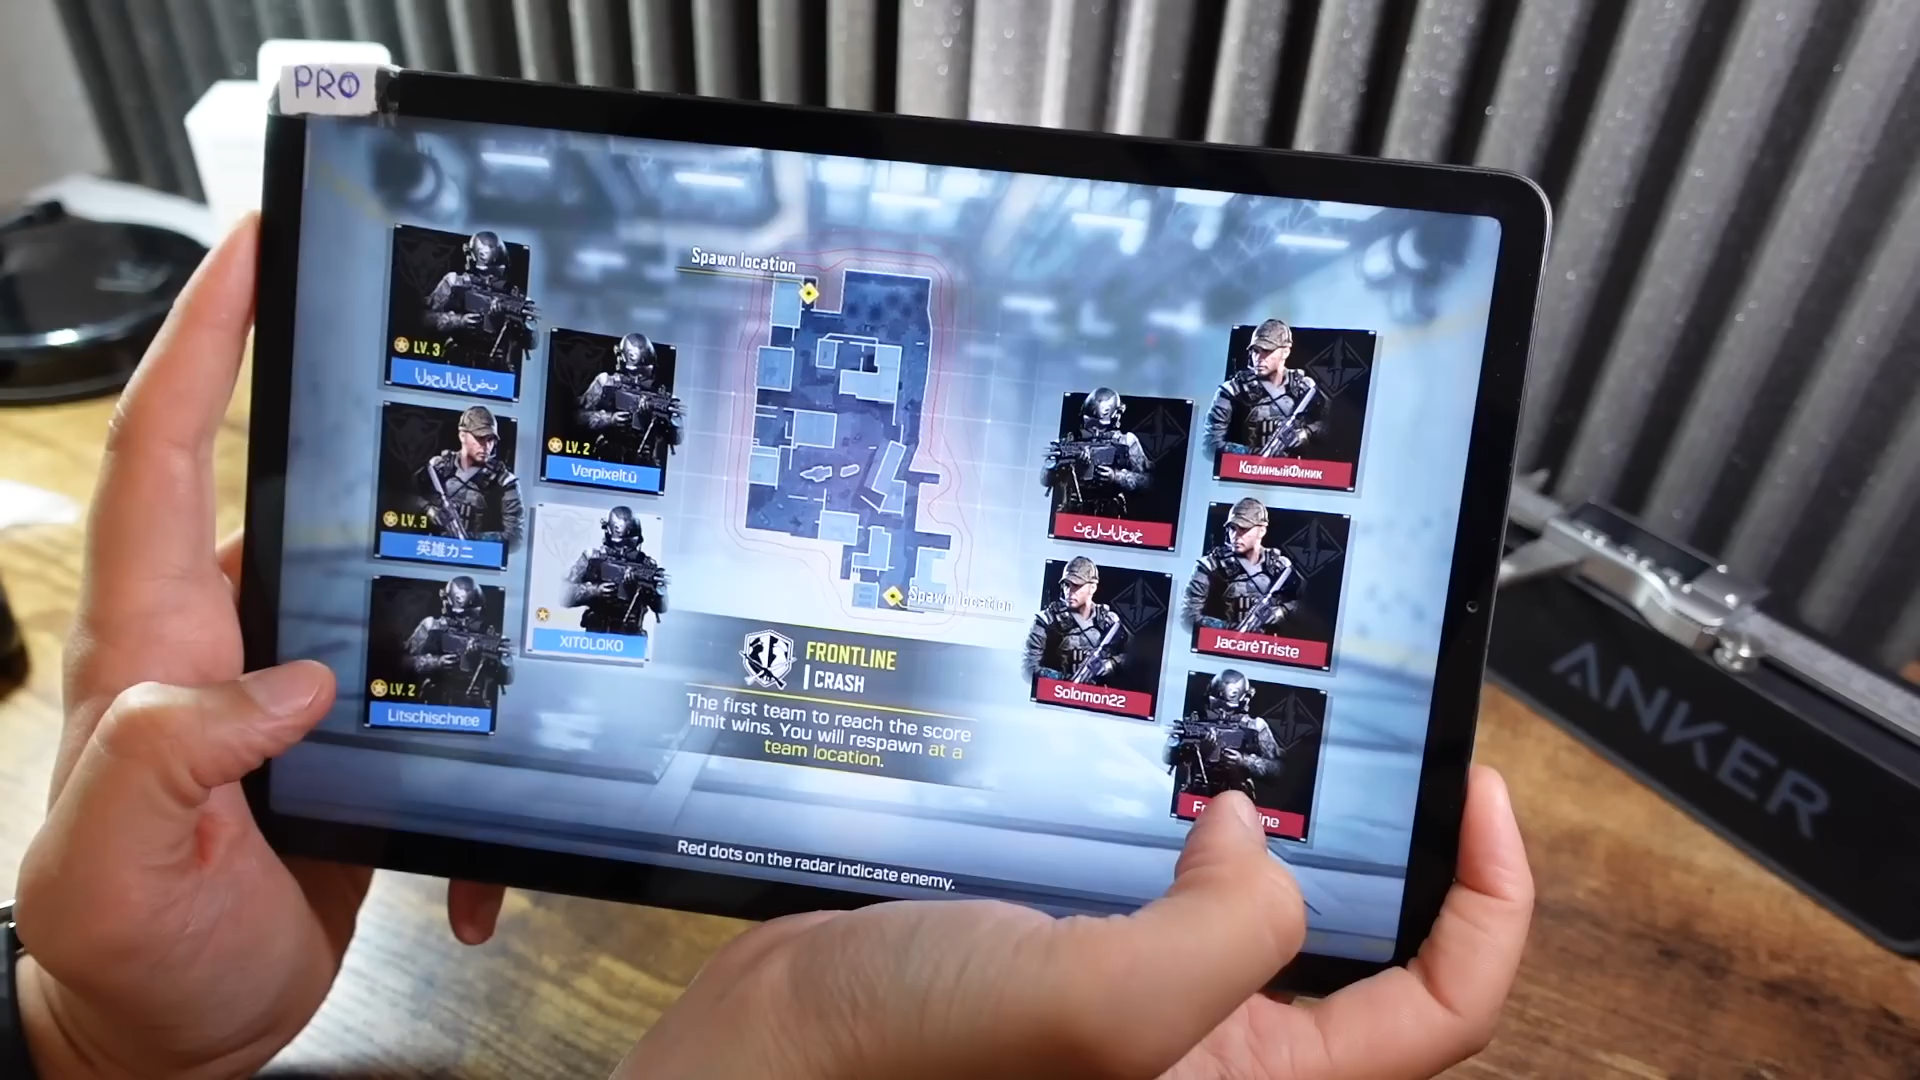 PRO
Spawn location
LV. 3
LV. 2
Verpixeltü
LV. 3
英雄カニ
XITOLOKO
LV. 2
Litschischnee
Spawn location
FRONTLINE
CRASH
The first team to reach the score
limit wins. You will respawn at a
team location.
КозлиныйФиник
JacaréTriste
Solomon22
Red dots on the radar indicate enemy.
ANKER